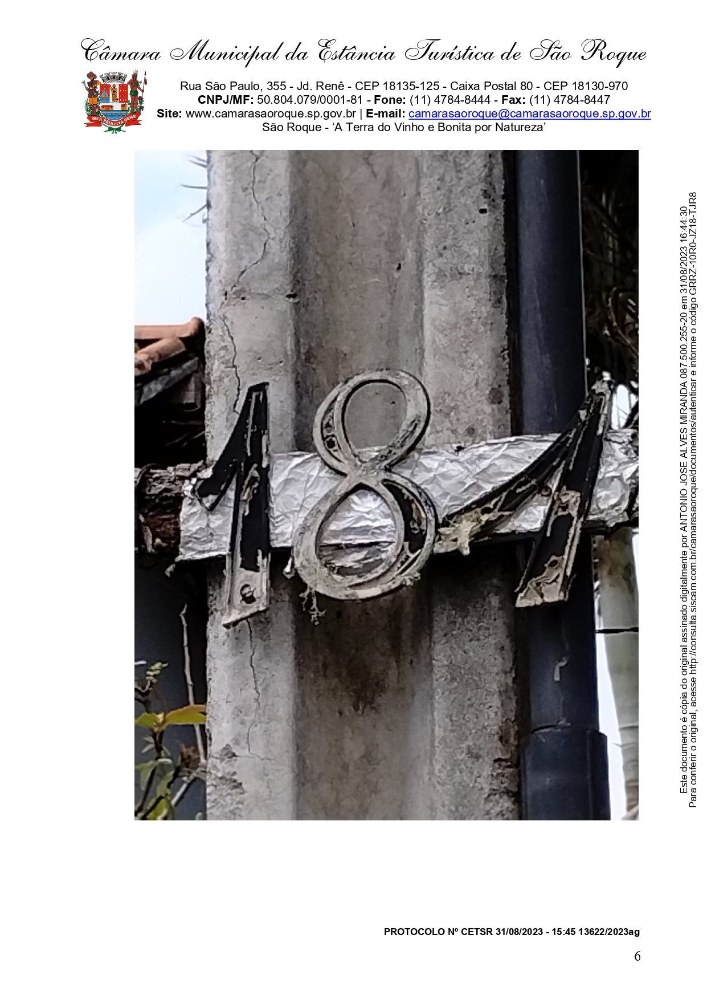 Câmara Municipal da Estância Turística de São Roque
Rua São Paulo, 355 - Jd. Renê - CEP 18135-125 - Caixa Postal 80 - CEP 18130-970
CNPJ/MF: 50.804.079/0001-81 - Fone: (11) 4784-8444 - Fax: (11) 4784-8447
Site: www.camarasaoroque.sp.gov.br | E-mail: camarasaoroque@camarasaoroque.sp.gov.br
São Roque - ‘A Terra do Vinho e Bonita por Natureza’
MEA PAULISTA GENS
181
Este documento é cópia do original assinado digitalmente por ANTONIO JOSE ALVES MIRANDA 087.500.255-20 em 31/08/2023 16:44:30
Para conferir o original, acesse http://consulta.siscam.com.br/camarasaoroque/documentos/autenticar e informe o código GRRZ-10R0-JZ18-TJR8
PROTOCOLO Nº CETSR 31/08/2023 - 15:45 13622/2023ag
6